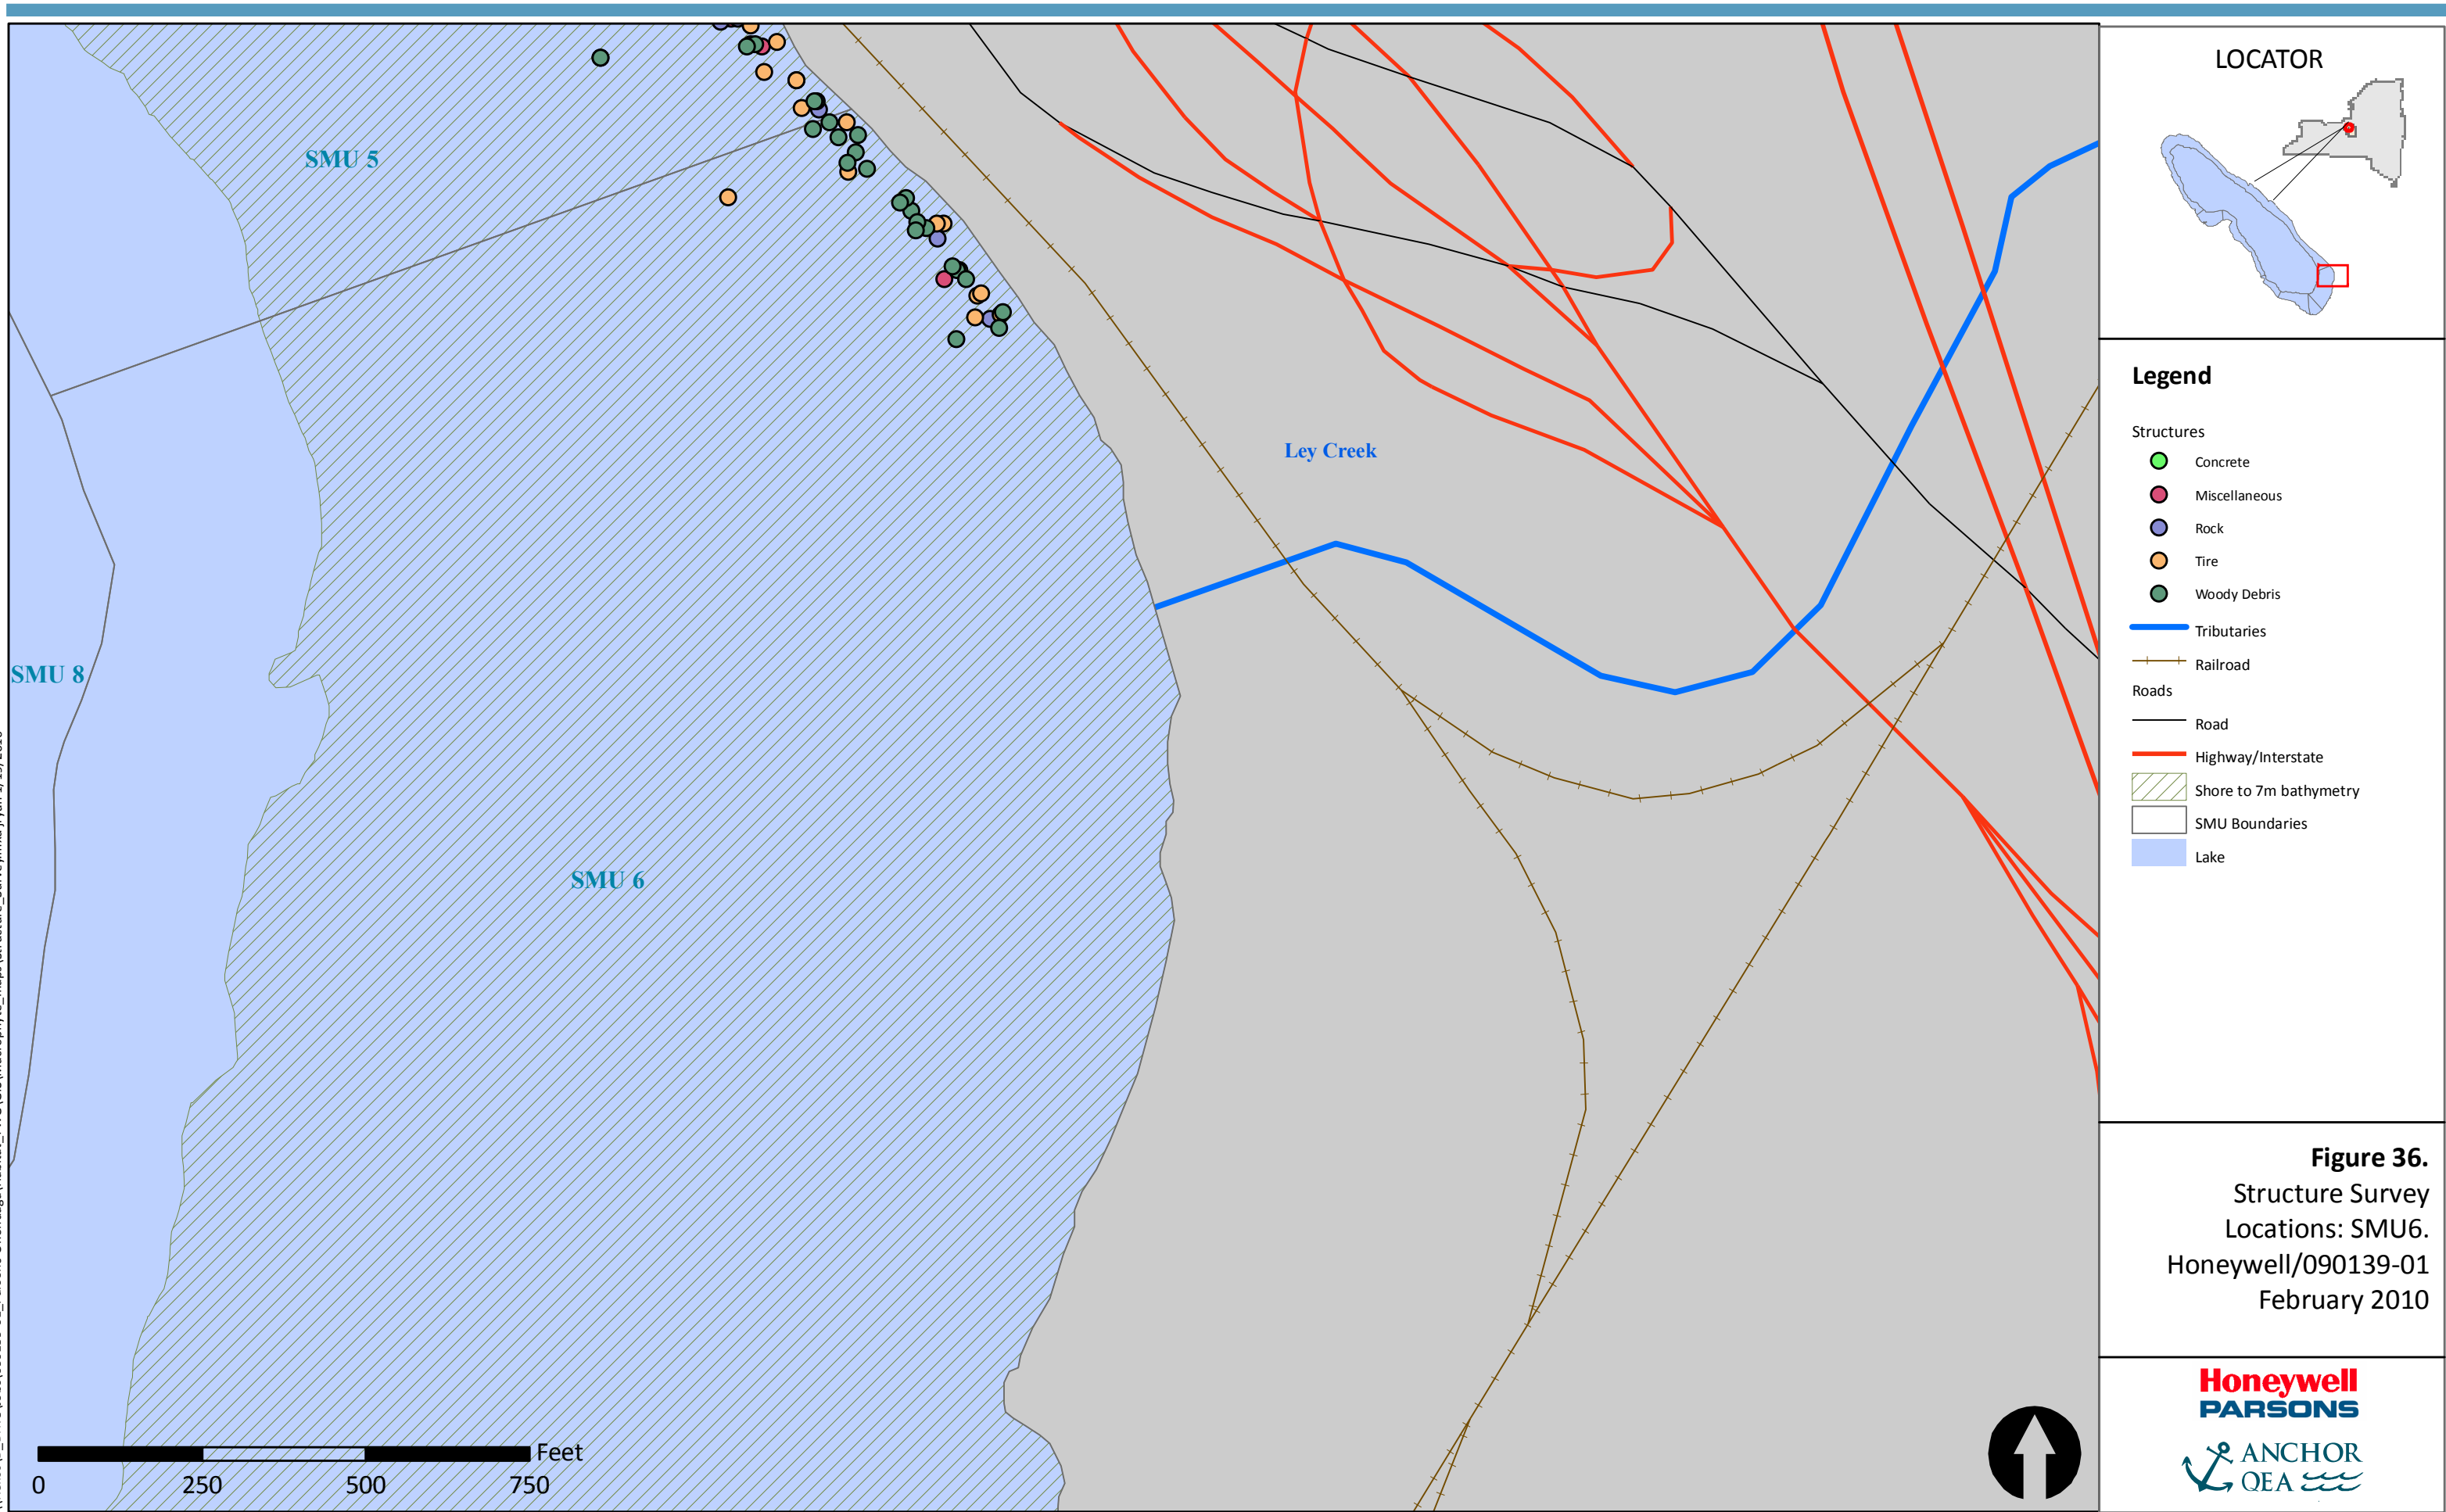 SMU 5
Ley Creek
SMU 8
SMU 6
Feet
0
250
500
750
LOCATOR
Legend
Structures
Concrete
Miscellaneous
Rock
Tire
Woody Debris
Tributaries
Railroad
Roads
Road
Highway/Interstate
Shore to 7m bathymetry
SMU Boundaries
Lake
Figure 36.
Structure Survey
Locations: SMU6.
Honeywell/090139-01
February 2010
Honeywell
PARSONS
ANCHOR
QEA